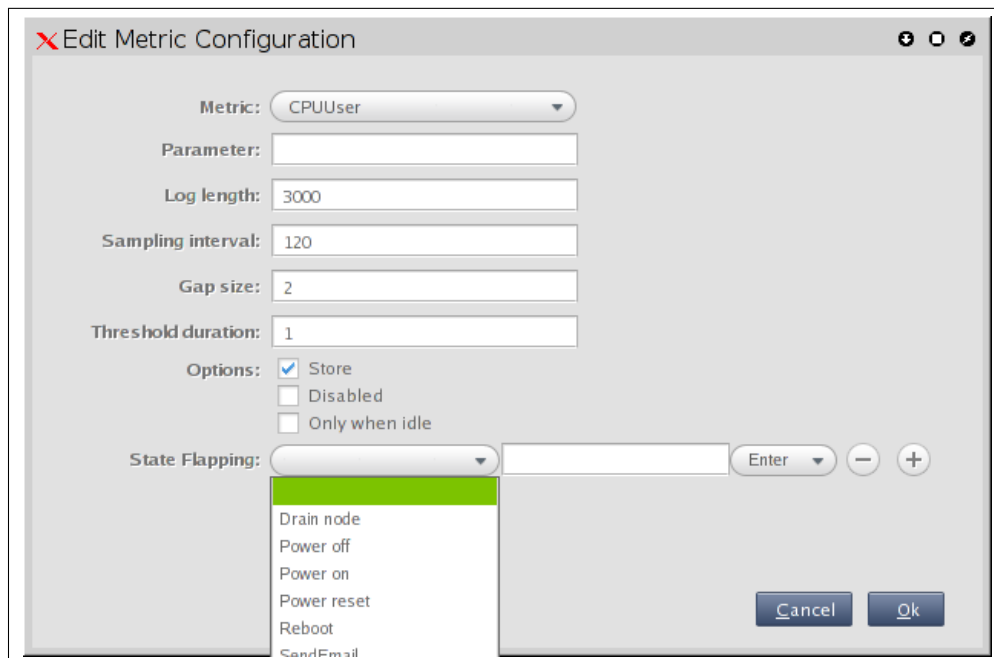 Edit Metric Configuration
Metric: CPUUser
Parameter:
Log length: 3000
Sampling interval: 120
Gap size: 2
Threshold duration: 1
Options: Store
Disabled
Only when idle
State Flapping: Enter
Drain node
Power off
Power on
Power reset
Reboot
SendEmail
Cancel Ok